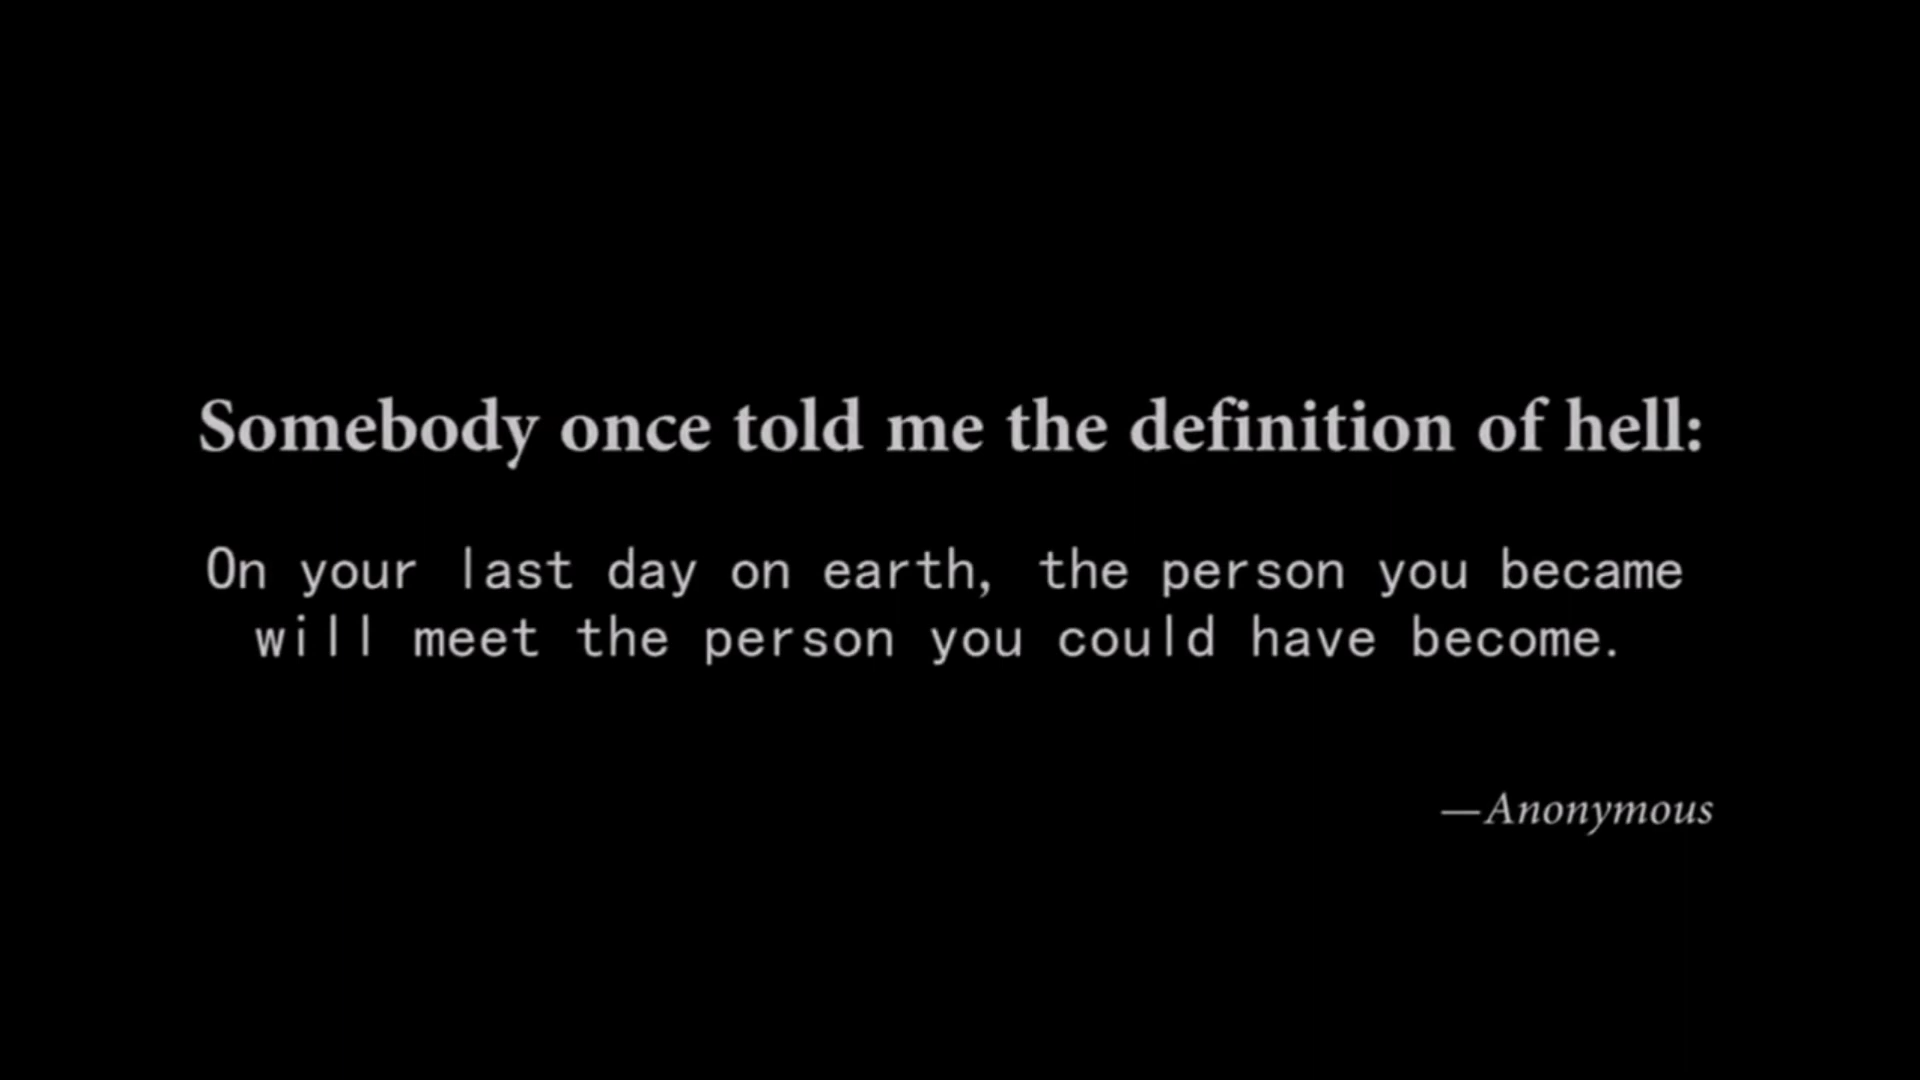 Somebody once told me the definition of hell:
On your last day on earth, the person you became
will meet the person you could have become.
—Anonymous